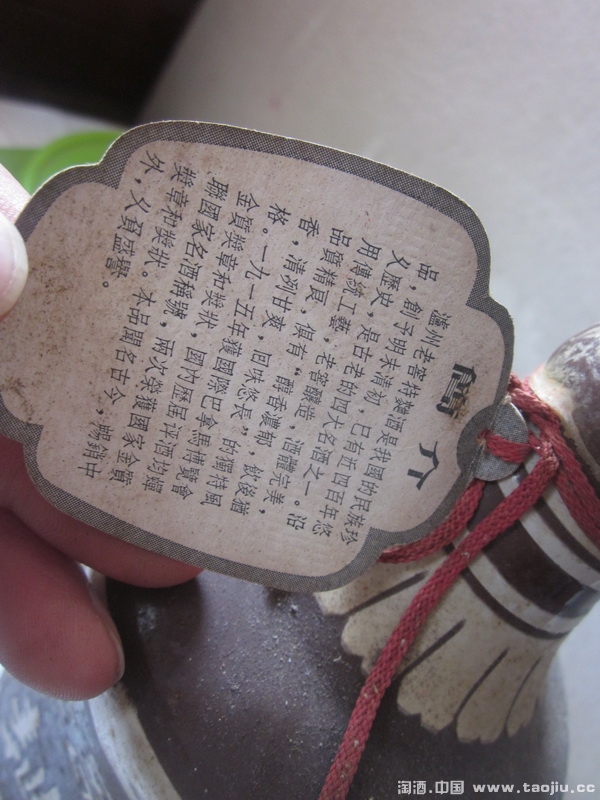 簡介
瀘州老窖特麯酒是我國的民族珍
品，創于明末清初，已有近四百年悠
久歷史，是古老的四大名酒之一。沿
用傳統工藝，老窖釀造，酒體完美，
品質精良，俱有"醇香濃郁，飲後猶
香，清洌甘爽，回味悠長"的獨特風
格。一九一五年獲國際巴拿馬博覽會
金質獎章和獎狀，國内歷屆评酒均蟬
聯國家名酒稱號，兩次榮獲國家金質
獎章和獎狀。本品聞名古今，暢銷中
外，久負盛譽。
淘酒.中国 www.taojiu.cc